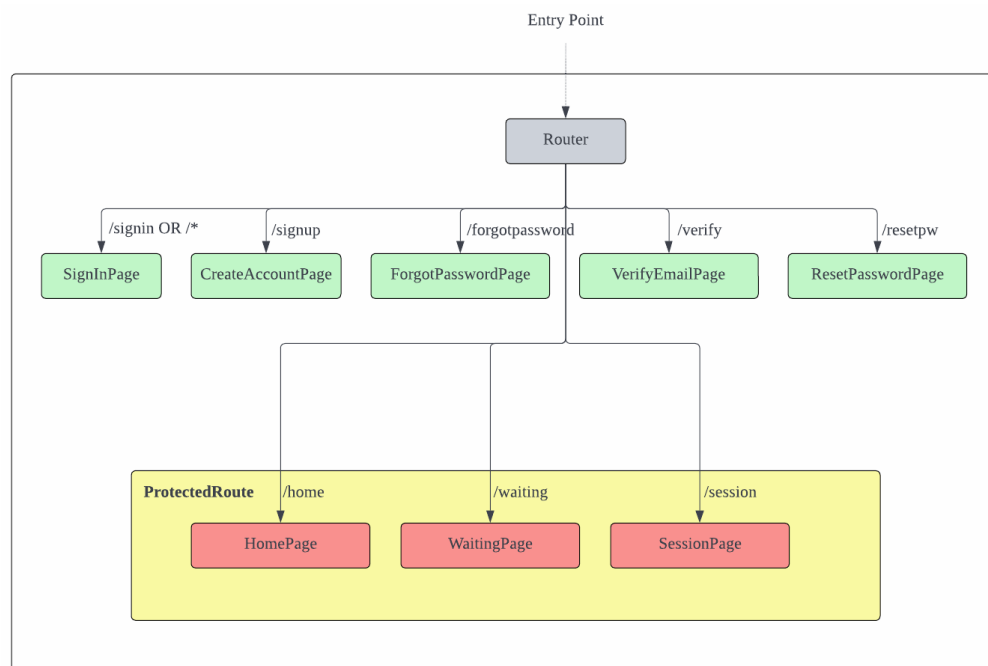 Entry Point
Router
/signin OR /*
/signup
/forgotpassword
/verify
/resetpw
SignInPage
CreateAccountPage
ForgotPasswordPage
VerifyEmailPage
ResetPasswordPage
ProtectedRoute
/home
/waiting
/session
HomePage
WaitingPage
SessionPage